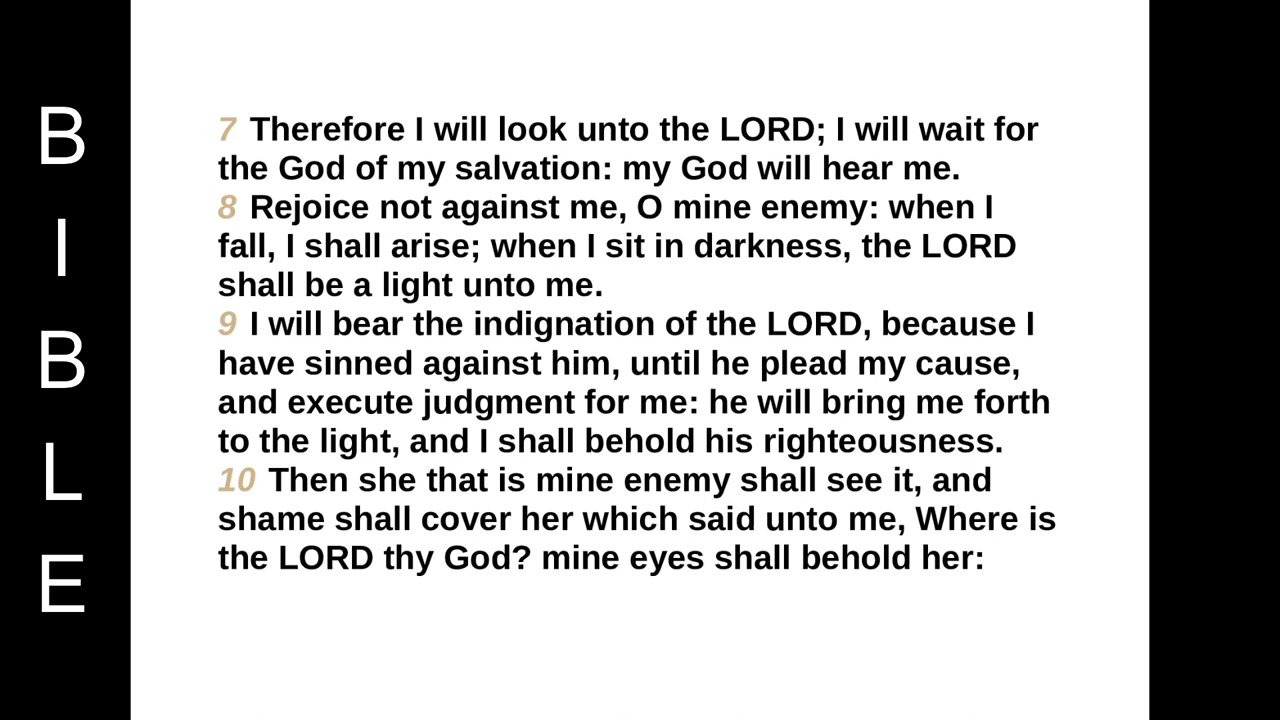 B
I
B
L
E
7 Therefore I will look unto the LORD; I will wait for
the God of my salvation: my God will hear me.
8 Rejoice not against me, O mine enemy: when I
fall, I shall arise; when I sit in darkness, the LORD
shall be a light unto me.
9 I will bear the indignation of the LORD, because I
have sinned against him, until he plead my cause,
and execute judgment for me: he will bring me forth
to the light, and I shall behold his righteousness.
10 Then she that is mine enemy shall see it, and
shame shall cover her which said unto me, Where is
the LORD thy God? mine eyes shall behold her: